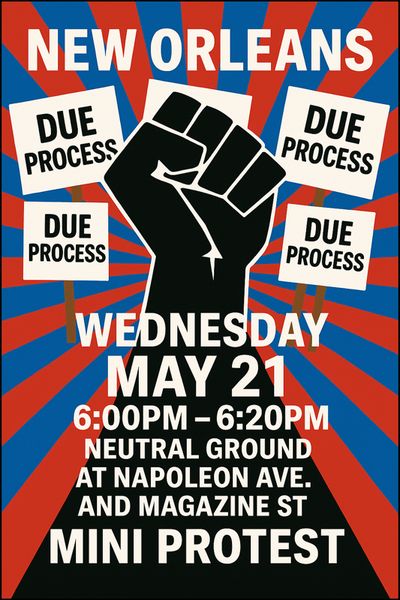 NEW ORLEANS
DUE
PROCESS
DUE
PROCESS
DUE
PROCESS
DUE
PROCESS
WEDNESDAY
MAY 21
6:00PM – 6:20PM
NEUTRAL GROUND
AT NAPOLEON AVE.
AND MAGAZINE ST
MINI PROTEST